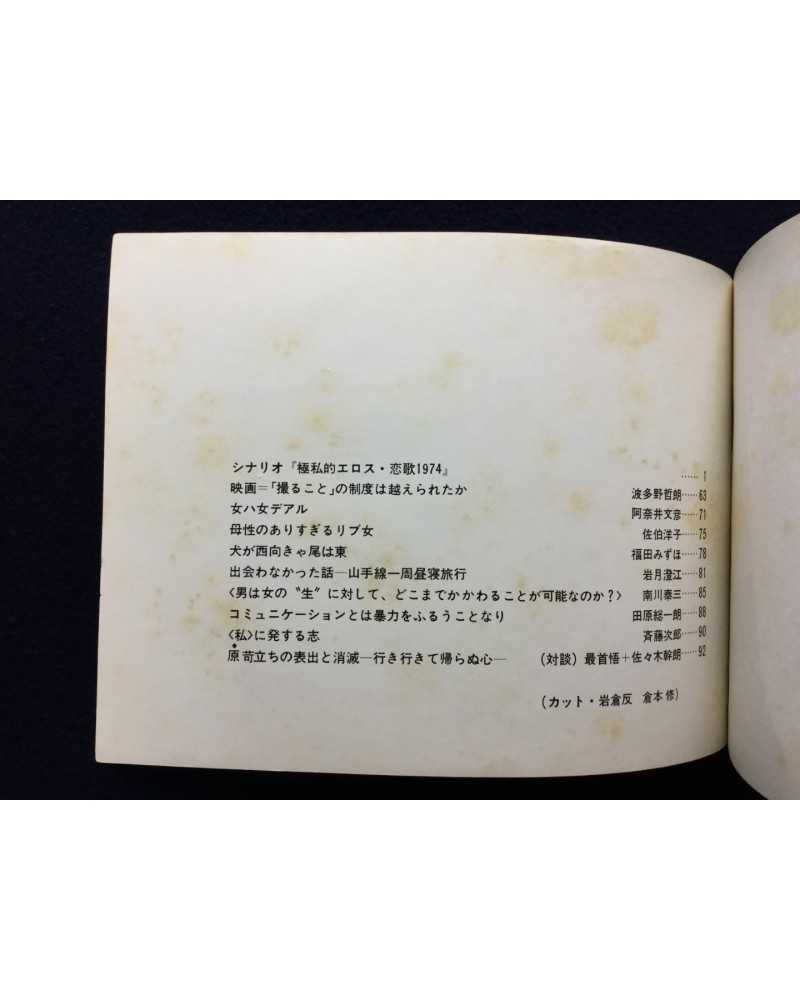 シナリオ『極私的エロス・恋歌1974』 ……1
映画=「撮ること」の制度は越えられたか 波多野哲朗……63
女ハ女デアル 阿奈井文彦……71
母性のありすぎるリブ女 佐伯洋子……75
犬が西向きゃ尾は東 福田みずほ……78
出会わなかった話―山手線一周昼寝旅行 岩月澄江……81
〈男は女の〝生〟に対して、どこまでかかわることが可能なのか?〉 南川泰三……85
コミュニケーションとは暴力をふるうことなり 田原総一朗……88
〈私〉に発する志 斉藤次郎……90
原苛立ちの表出と消滅―行き行きて帰らぬ心― (対談) 最首悟+佐々木幹朗……92
(カット・岩倉反 倉本修)